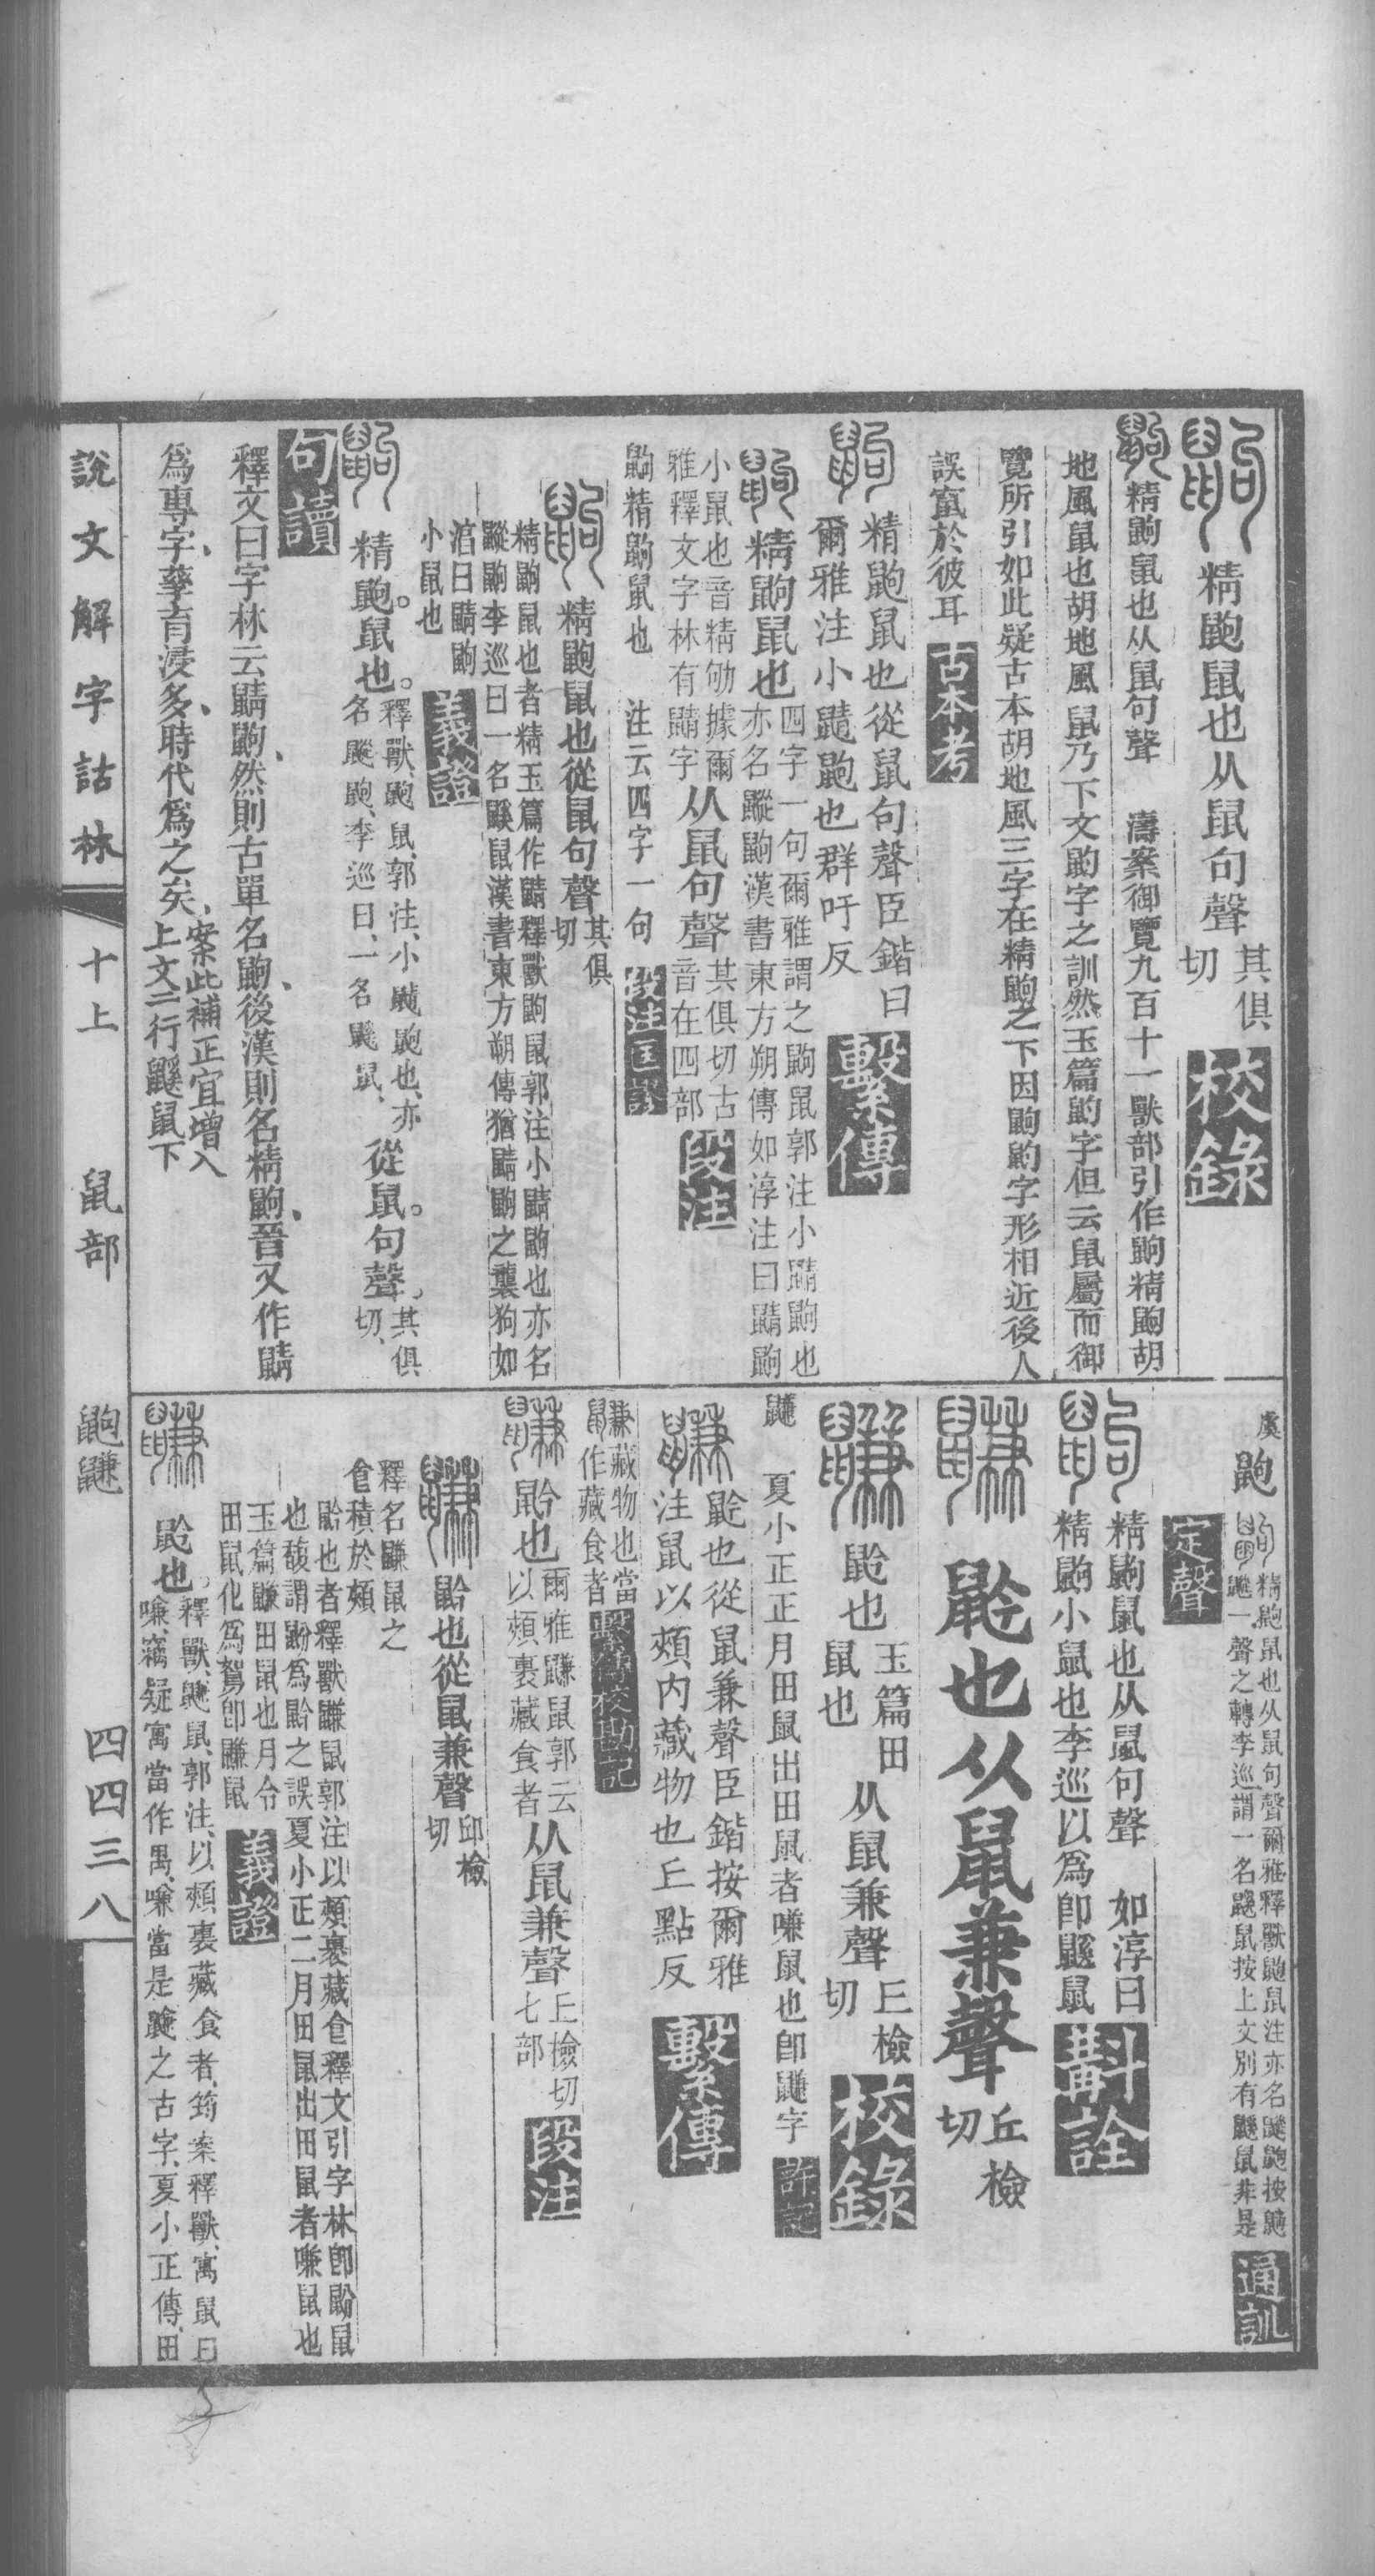 精鼩鼠也从鼠句聲其俱切 校錄
精鼩鼠也从鼠句聲 濤案御覽九百十一獸部引作鼩精鼩胡
地風鼠也胡地風鼠乃下文鼩字之訓然玉篇鼩字但云鼠屬而御
覽所引如此疑古本胡地風三字在精鼩之下因鼩鼩字形相近後人
誤竄於彼耳 古本考
精鼩鼠也從鼠句聲臣鍇曰
爾雅注小鼱鼩也群吁反 繫傳
精鼩鼠也四字一句爾雅謂之鼩鼠郭注小鼱鼩也
亦名鼷鼩漢書東方朔傳如淳注曰鼱鼩
小鼠也音精劬據爾
雅釋文字林有鼱字从鼠句聲其俱切古音在四部 段注
鼩精鼩鼠也 注云四字一句 段注匡謬
精鼩鼠也從鼠句聲其俱切
精鼩鼠也者精玉篇作鼱釋獸鼩鼠郭注小鼱鼩也亦名
鼷鼩李巡曰一名鼷鼠漢書東方朔傳猶鼱鼩之襲狗如
淳曰鼱鼩
小鼠也 義證
精鼩鼠也釋獸鼩鼠郭注小鼱鼩也亦
名鼷鼩李巡曰一名鼷鼠從鼠句聲其俱切
句讀
釋文曰字林云鼱鼩然則古單名鼩後漢則名精鼩晉又作鼱
爲專字孳育浸多時代爲之矣案此補正宜增入上文二行鼷鼠下
說文解字詁林 十上 鼠部 鼩鼸 四四三八
虞 鼩 精鼩鼠也从鼠句聲爾雅釋獸鼩鼠注亦名
一聲之轉李巡謂一名鼷鼠按上文別有鼷鼠非是 通訓
定聲
精鼩鼠也从鼠句聲 如淳曰
精鼩小鼠也李巡以爲卽鼷鼠 斠詮
鼢也从鼠兼聲丘檢切
鼢也玉篇田鼠也从鼠兼聲丘檢切 校錄
鼸 夏小正正月田鼠出田鼠者嗛鼠也卽鼸字 許記
鼢也從鼠兼聲臣鍇按爾雅
注鼠以頰內藏物也丘點反 繫傳
鼸藏物也當
作藏食者 繫傳校勘記
鼢也爾雅鼸鼠郭云
以頰裏藏食者从鼠兼聲丘檢切七部 段注
鼢也從鼠兼聲邱檢切
釋名鼸鼠之
食積於頰
鼢也者釋獸鼸鼠郭注以頰裏藏食釋文引字林卽鼢鼠
也馥謂鼢爲鼢之誤夏小正二月田鼠出田鼠者嗛鼠也
玉篇鼸田鼠也月令
田鼠化爲鴽卽鼸鼠 義證
鼢也釋獸鼸鼠郭注以頰裏藏食者筠案釋獸寓鼠曰
嗛竊疑寓當作禺嗛當是鼸之古字夏小正傳田